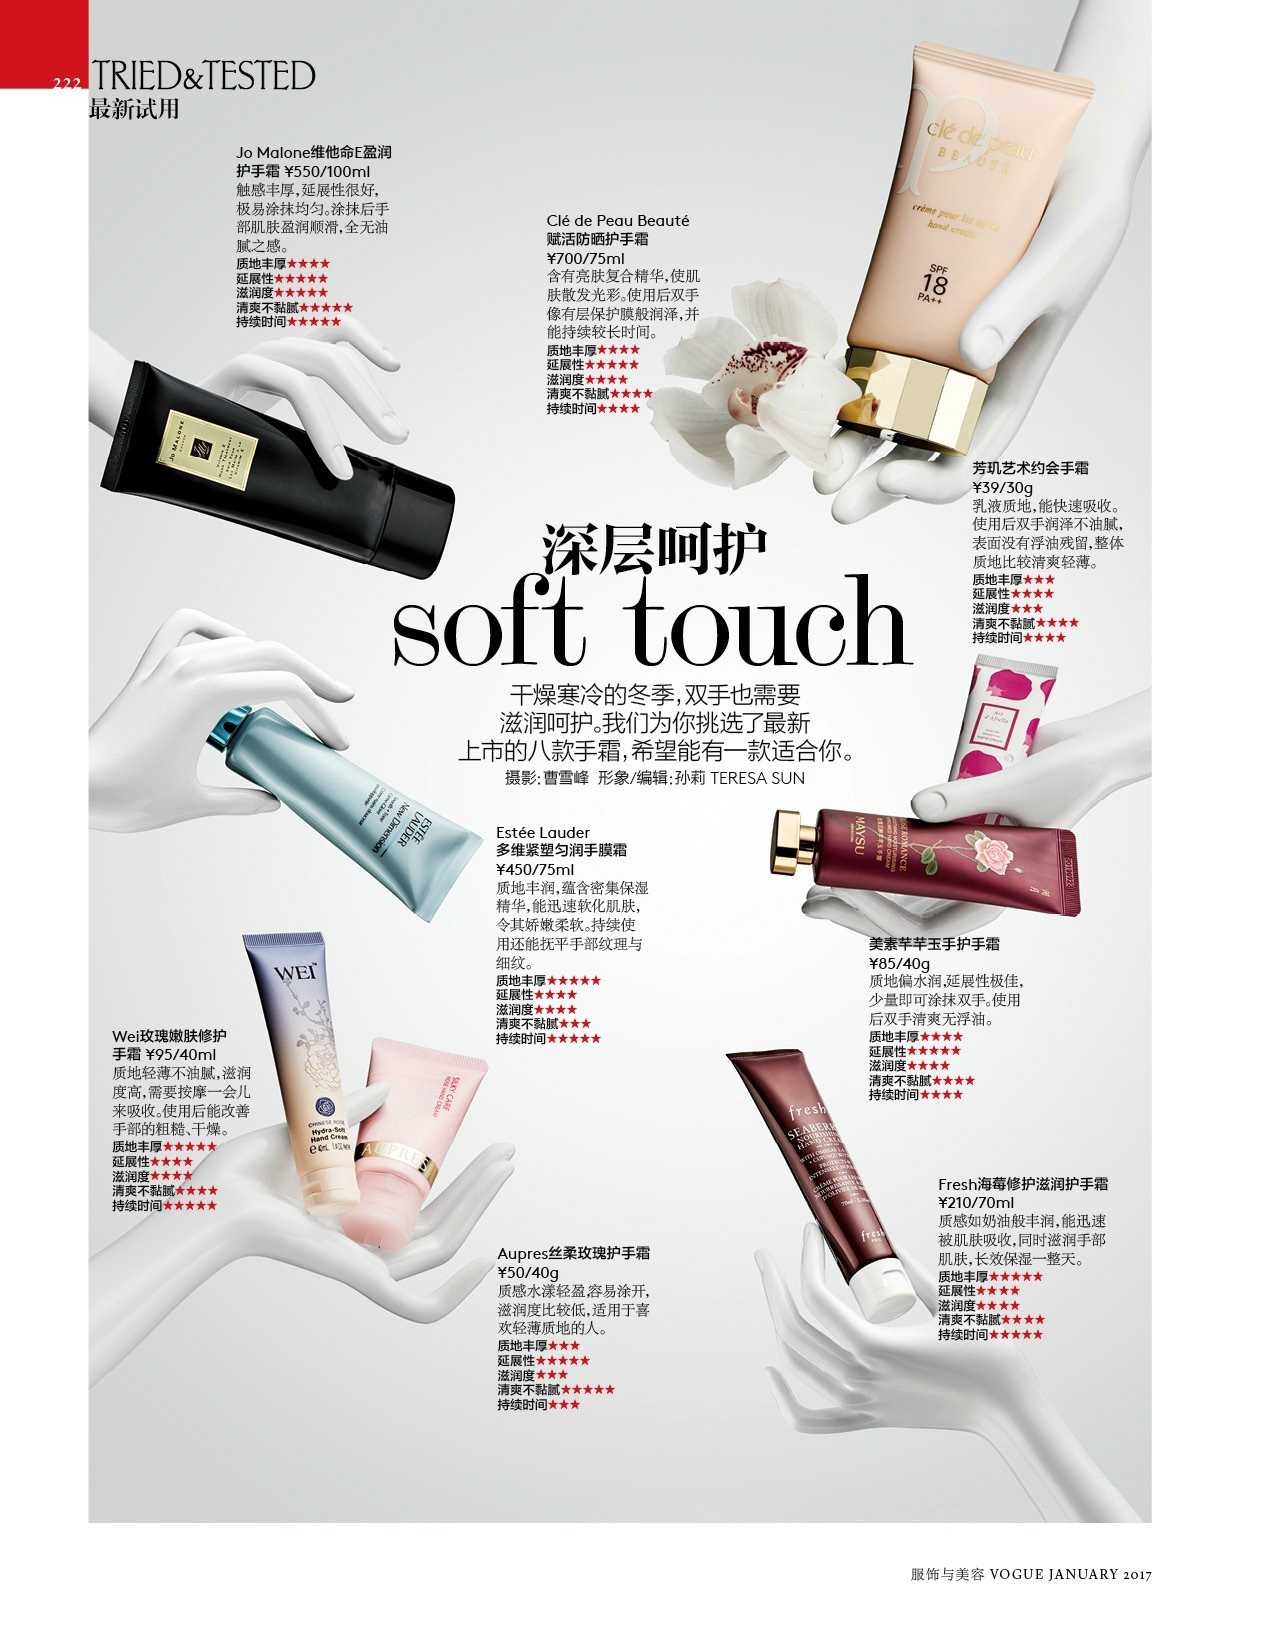 222
TRIED&TESTED
最新试用
Jo Malone维他命E盈润
护手霜 ¥550/100ml
触感丰厚，延展性很好，
极易涂抹均匀。涂抹后手
部肌肤盈润顺滑，全无油
腻之感。
质地丰厚★★★★
延展性★★★★★
滋润度★★★★★
清爽不黏腻★★★★★
持续时间★★★★★
Clé de Peau Beauté
赋活防晒护手霜
¥700/75ml
含有亮肤复合精华，使肌
肤散发光彩。使用后双手
像有层保护膜般润泽，并
能持续较长时间。
质地丰厚★★★★
延展性★★★★★
滋润度★★★★
清爽不黏腻★★★★
持续时间★★★★
clé de peau
BEAUTÉ
hand cream
SPF
18
PA++
JO MALONE
芳玑艺术约会手霜
¥39/30g
乳液质地，能快速吸收。
使用后双手润泽不油腻，
表面没有浮油残留，整体
质地比较清爽轻薄。
质地丰厚★★★
延展性★★★★
滋润度★★★
清爽不黏腻★★★★
持续时间★★★★
深层呵护
soft touch
干燥寒冷的冬季，双手也需要
滋润呵护。我们为你挑选了最新
上市的八款手霜，希望能有一款适合你。
摄影：曹雪峰 形象/编辑：孙莉 TERESA SUN
ESTĒE
LAUDER
New Dimension
Estée Lauder
多维紧塑匀润手膜霜
¥450/75ml
质地丰润，蕴含密集保湿
精华，能迅速软化肌肤，
令其娇嫩柔软。持续使
用还能抚平手部纹理与
细纹。
质地丰厚★★★★★
延展性★★★★
滋润度★★★★
清爽不黏腻★★★
持续时间★★★★★
MAYSU
美素芊芊玉手护手霜
¥85/40g
质地偏水润，延展性极佳，
少量即可涂抹双手。使用
后双手清爽无浮油。
质地丰厚★★★★
延展性★★★★★
滋润度★★★★
清爽不黏腻★★★★
持续时间★★★★
Wei玫瑰嫩肤修护
手霜 ¥95/40ml
质地轻薄不油腻，滋润
度高，需要按摩一会儿
来吸收。使用后能改善
手部的粗糙、干燥。
质地丰厚★★★★★
延展性★★★★
滋润度★★★★
清爽不黏腻★★★★
持续时间★★★★★
WEI™
CHINESE ROSE
Hydra-Soft
Hand Cream
SILKY CARE
ROSE HAND CREAM
AUPRE
Aupres丝柔玫瑰护手霜
¥50/40g
质感水漾轻盈，容易涂开，
滋润度比较低，适用于喜
欢轻薄质地的人。
质地丰厚★★★
延展性★★★★★
滋润度★★★
清爽不黏腻★★★★★
持续时间★★★
fresh
SEABERRY
NOURISHING
HAND CREAM
fresh
Fresh海莓修护滋润护手霜
¥210/70ml
质感如奶油般丰润，能迅速
被肌肤吸收，同时滋润手部
肌肤，长效保湿一整天。
质地丰厚★★★★★
延展性★★★★
滋润度★★★★
清爽不黏腻★★★★
持续时间★★★★★
服饰与美容 VOGUE JANUARY 2017